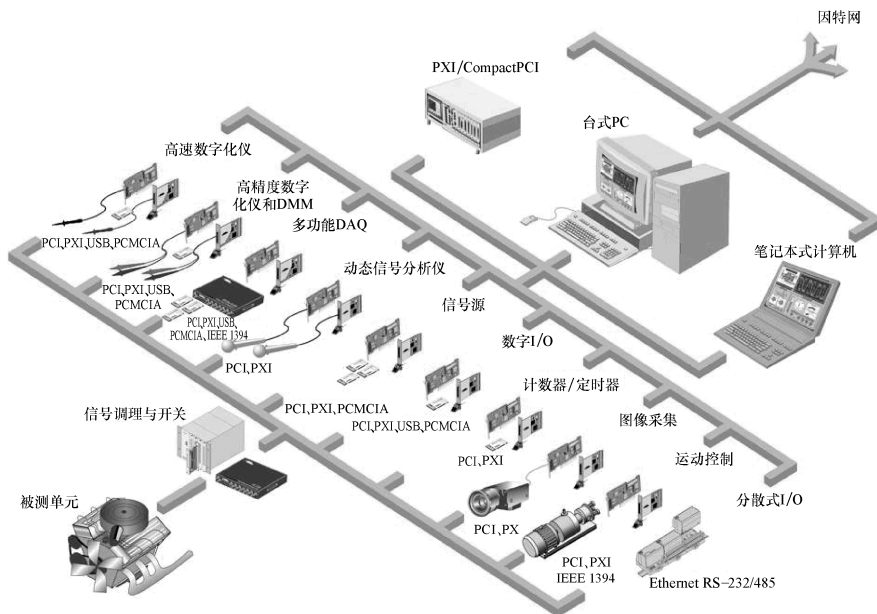 因特网
PXI/CompactPCI
台式PC
高速数字化仪
高精度数字
化仪和DMM
多功能DAQ
PCI、PXI、USB、PCMCIA
笔记本式计算机
动态信号分析仪
PCI、PXI、USB、
PCMCIA
信号源
PCI、PXI、USB、
PCMCIA、IEEE 1394
数字I/O
PCI、PXI
计数器/定时器
PCI、PXI、PCMCIA
信号调理与开关
图像采集
PCI、PXI、USB、PCMCIA
PCI、PXI
运动控制
被测单元
分散式I/O
PCI、PX
PCI、PXI
IEEE 1394
Ethernet RS-232/485